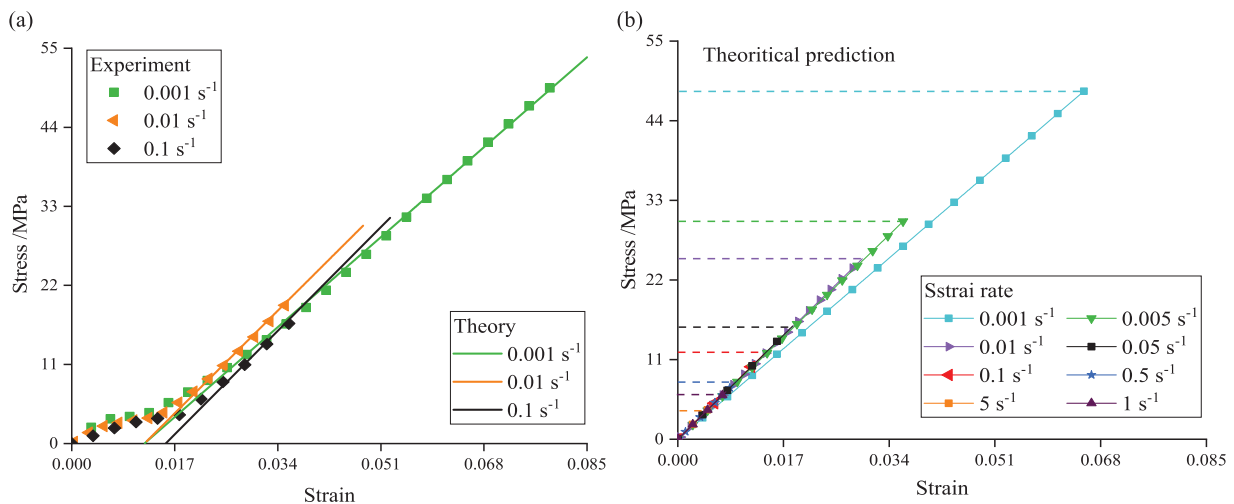 (a)
55
44
33
22
11
0
Stress /MPa
Experiment
0.001 s⁻¹
0.01 s⁻¹
0.1 s⁻¹
Theory
0.001 s⁻¹
0.01 s⁻¹
0.1 s⁻¹
0.000 0.017 0.034 0.051 0.068 0.085
Strain
(b)
55
44
33
22
11
0
Stress /MPa
Theoritical prediction
Sstrai rate
0.001 s⁻¹ 0.005 s⁻¹
0.01 s⁻¹ 0.05 s⁻¹
0.1 s⁻¹ 0.5 s⁻¹
5 s⁻¹ 1 s⁻¹
0.000 0.017 0.034 0.051 0.068 0.085
Strain